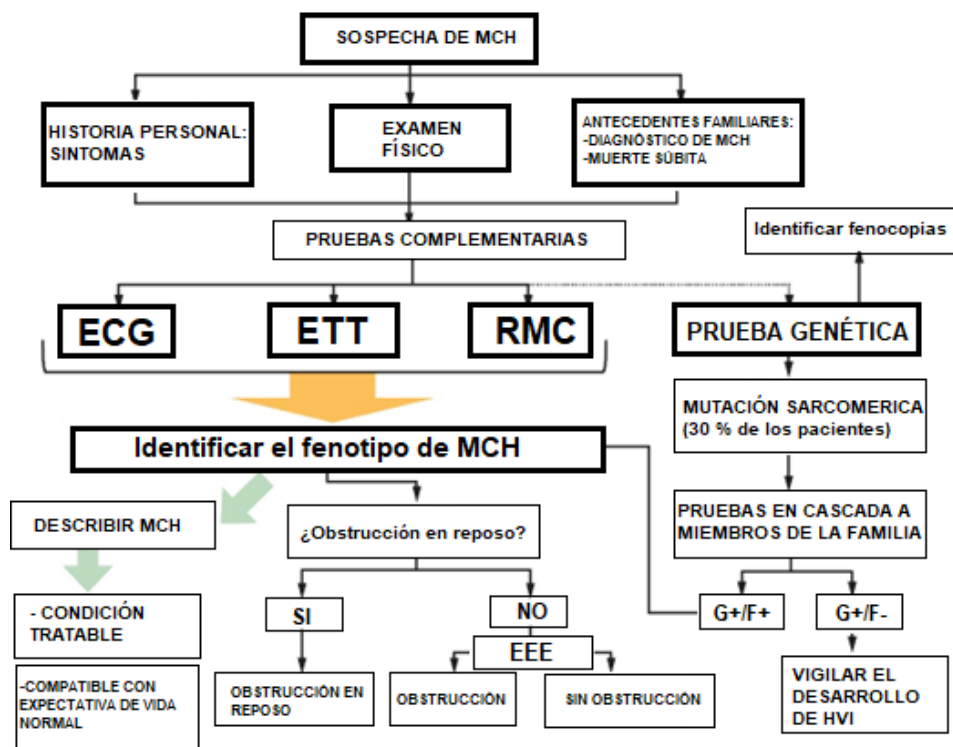 SOSPECHA DE MCH
HISTORIA PERSONAL:
SINTOMAS
EXAMEN
FÍSICO
ANTECEDENTES FAMILIARES:
-DIAGNÓSTICO DE MCH
-MUERTE SÚBITA
PRUEBAS COMPLEMENTARIAS
Identificar fenocopias
ECG
ETT
RMC
PRUEBA GENÉTICA
MUTACIÓN SARCOMERICA
(30 % de los pacientes)
Identificar el fenotipo de MCH
DESCRIBIR MCH
¿Obstrucción en reposo?
PRUEBAS EN CASCADA A
MIEMBROS DE LA FAMILIA
- CONDICIÓN
TRATABLE
SI
NO
G+/F+
G+/F-
EEE
-COMPATIBLE CON
EXPECTATIVA DE VIDA
NORMAL
OBSTRUCCIÓN EN
REPOSO
OBSTRUCCIÓN
SIN OBSTRUCCIÓN
VIGILAR EL
DESARROLLO
DE HVI